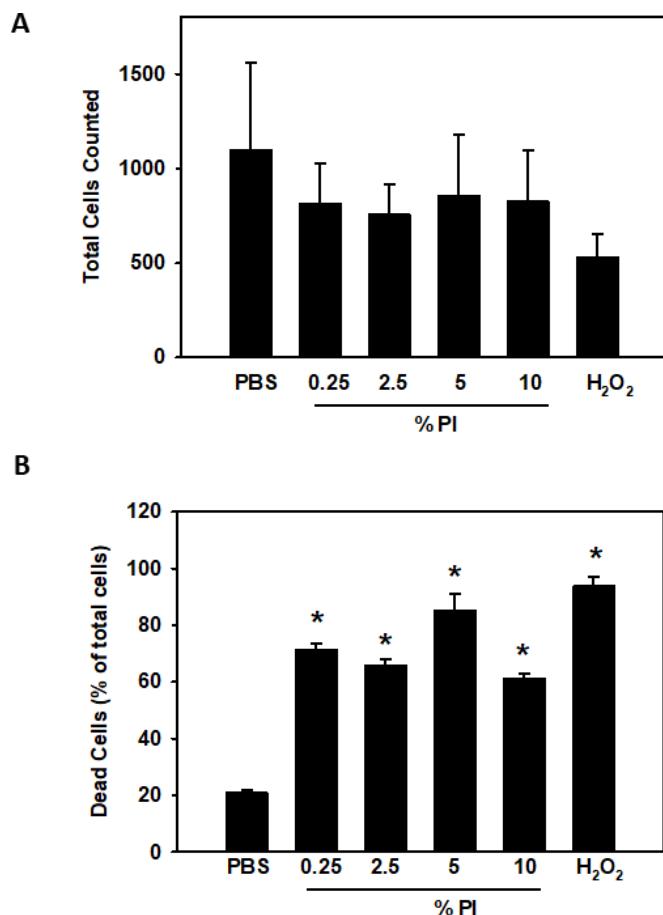 A
Total Cells Counted
1500
1000
500
0
PBS 0.25 2.5 5 10 H₂O₂
% PI
B
Dead Cells (% of total cells)
120
100
80
60
40
20
0
* * * * *
PBS 0.25 2.5 5 10 H₂O₂
% PI